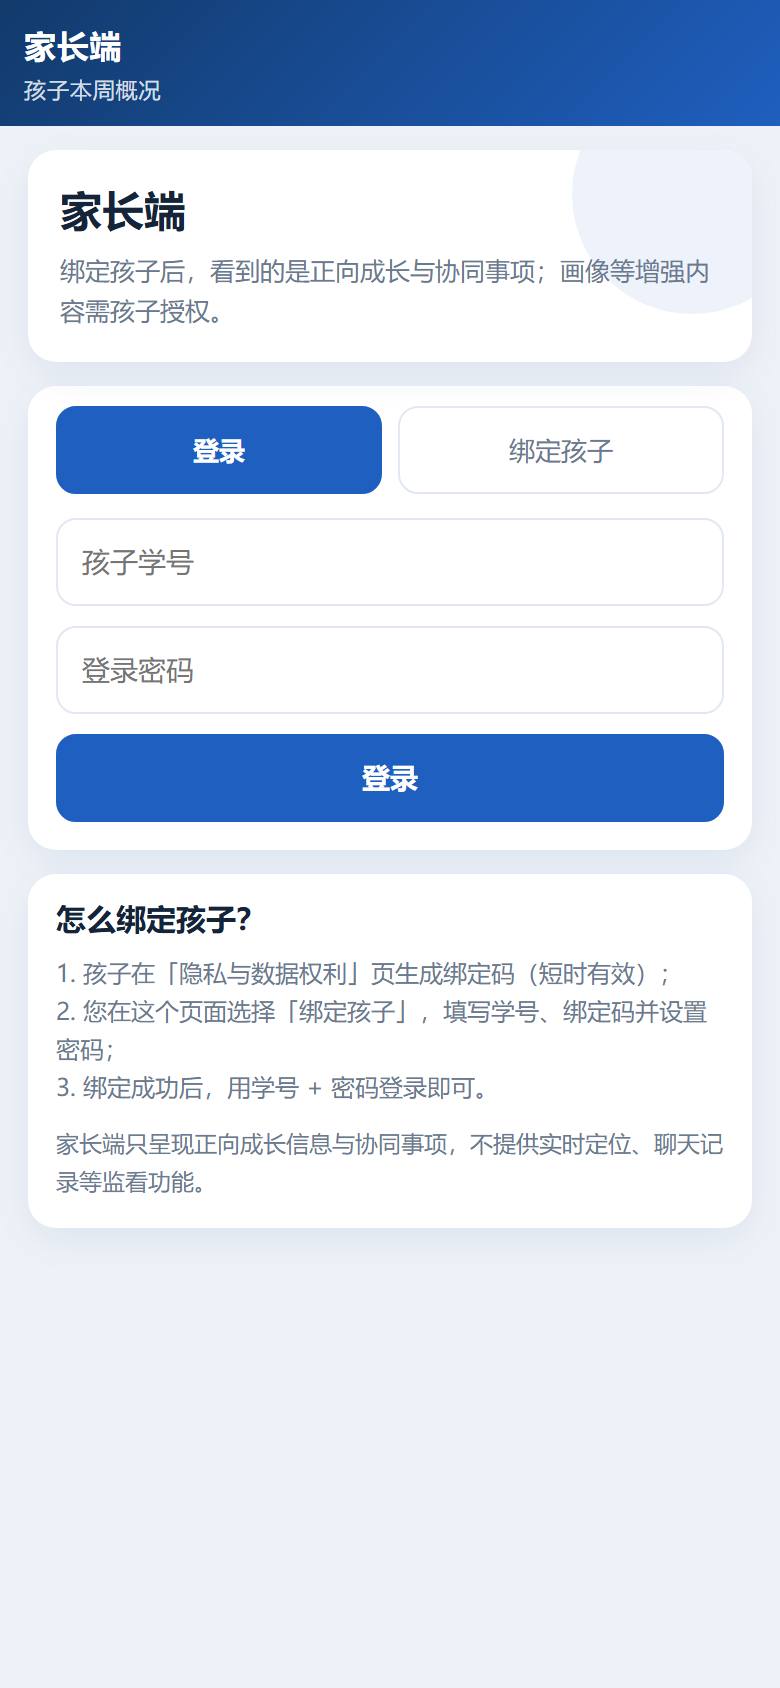 家长端
孩子本周概况
家长端
绑定孩子后，看到的是正向成长与协同事项；画像等增强内
容需孩子授权。
登录
绑定孩子
孩子学号
登录密码
登录
怎么绑定孩子？
1. 孩子在「隐私与数据权利」页生成绑定码（短时有效）；
2. 您在这个页面选择「绑定孩子」，填写学号、绑定码并设置
密码；
3. 绑定成功后，用学号 + 密码登录即可。
家长端只呈现正向成长信息与协同事项，不提供实时定位、聊天记
录等监看功能。